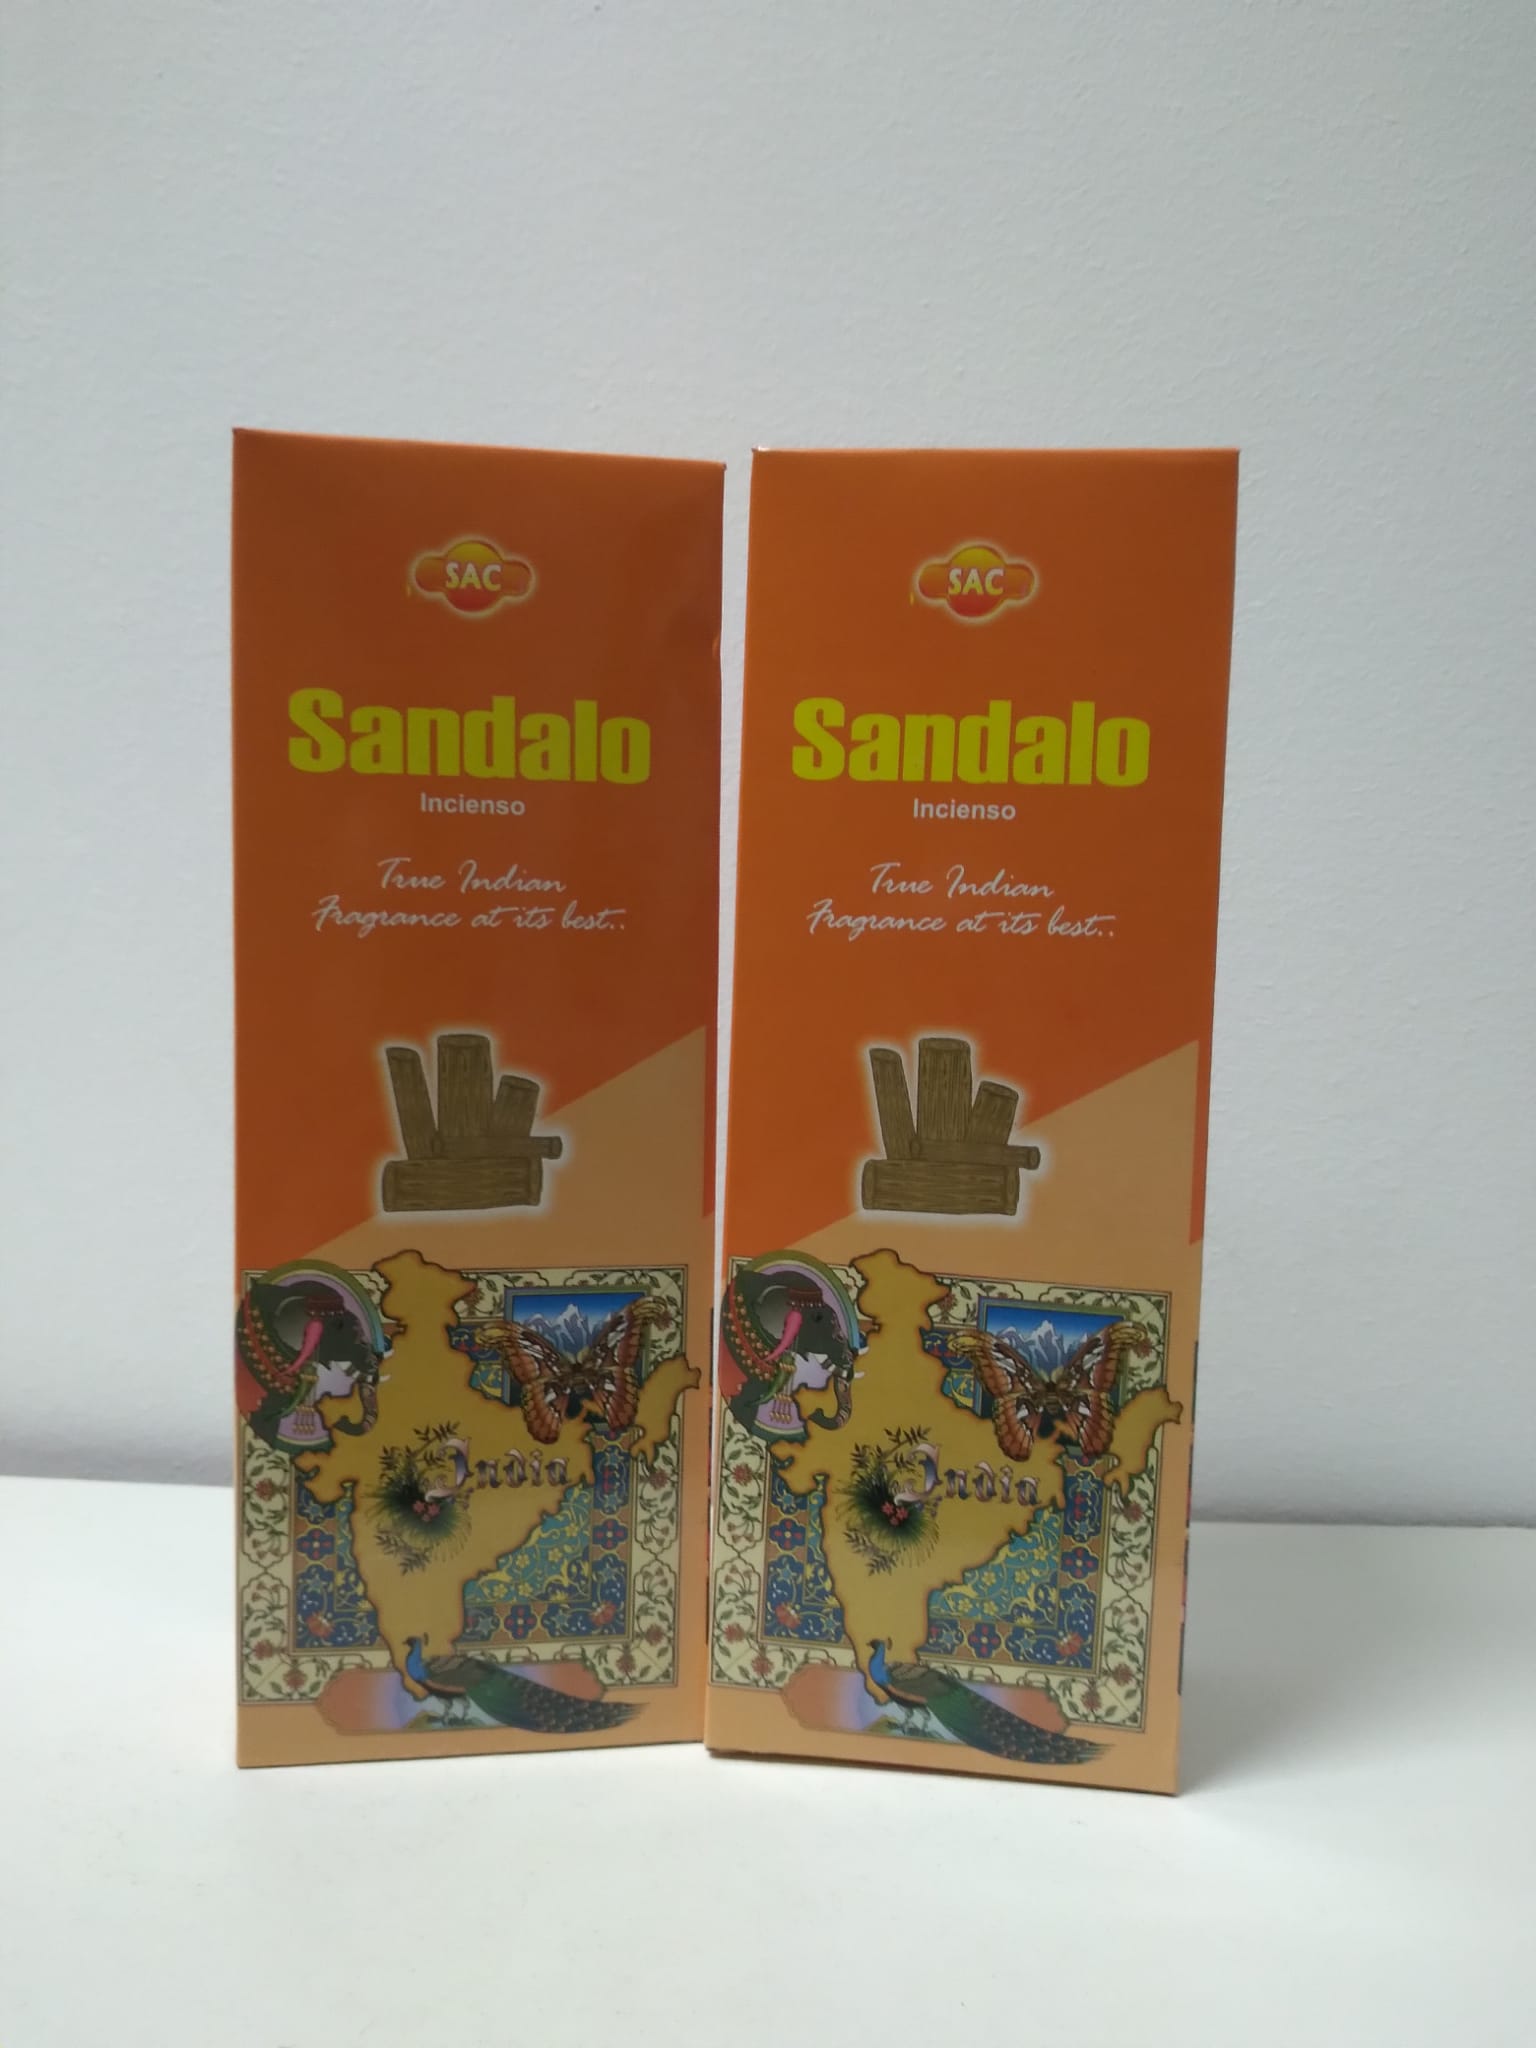 SAC
Sandalo
Incienso
True Indian
Fragrance at its best..
India
SAC
Sandalo
Incienso
True Indian
Fragrance at its best..
India